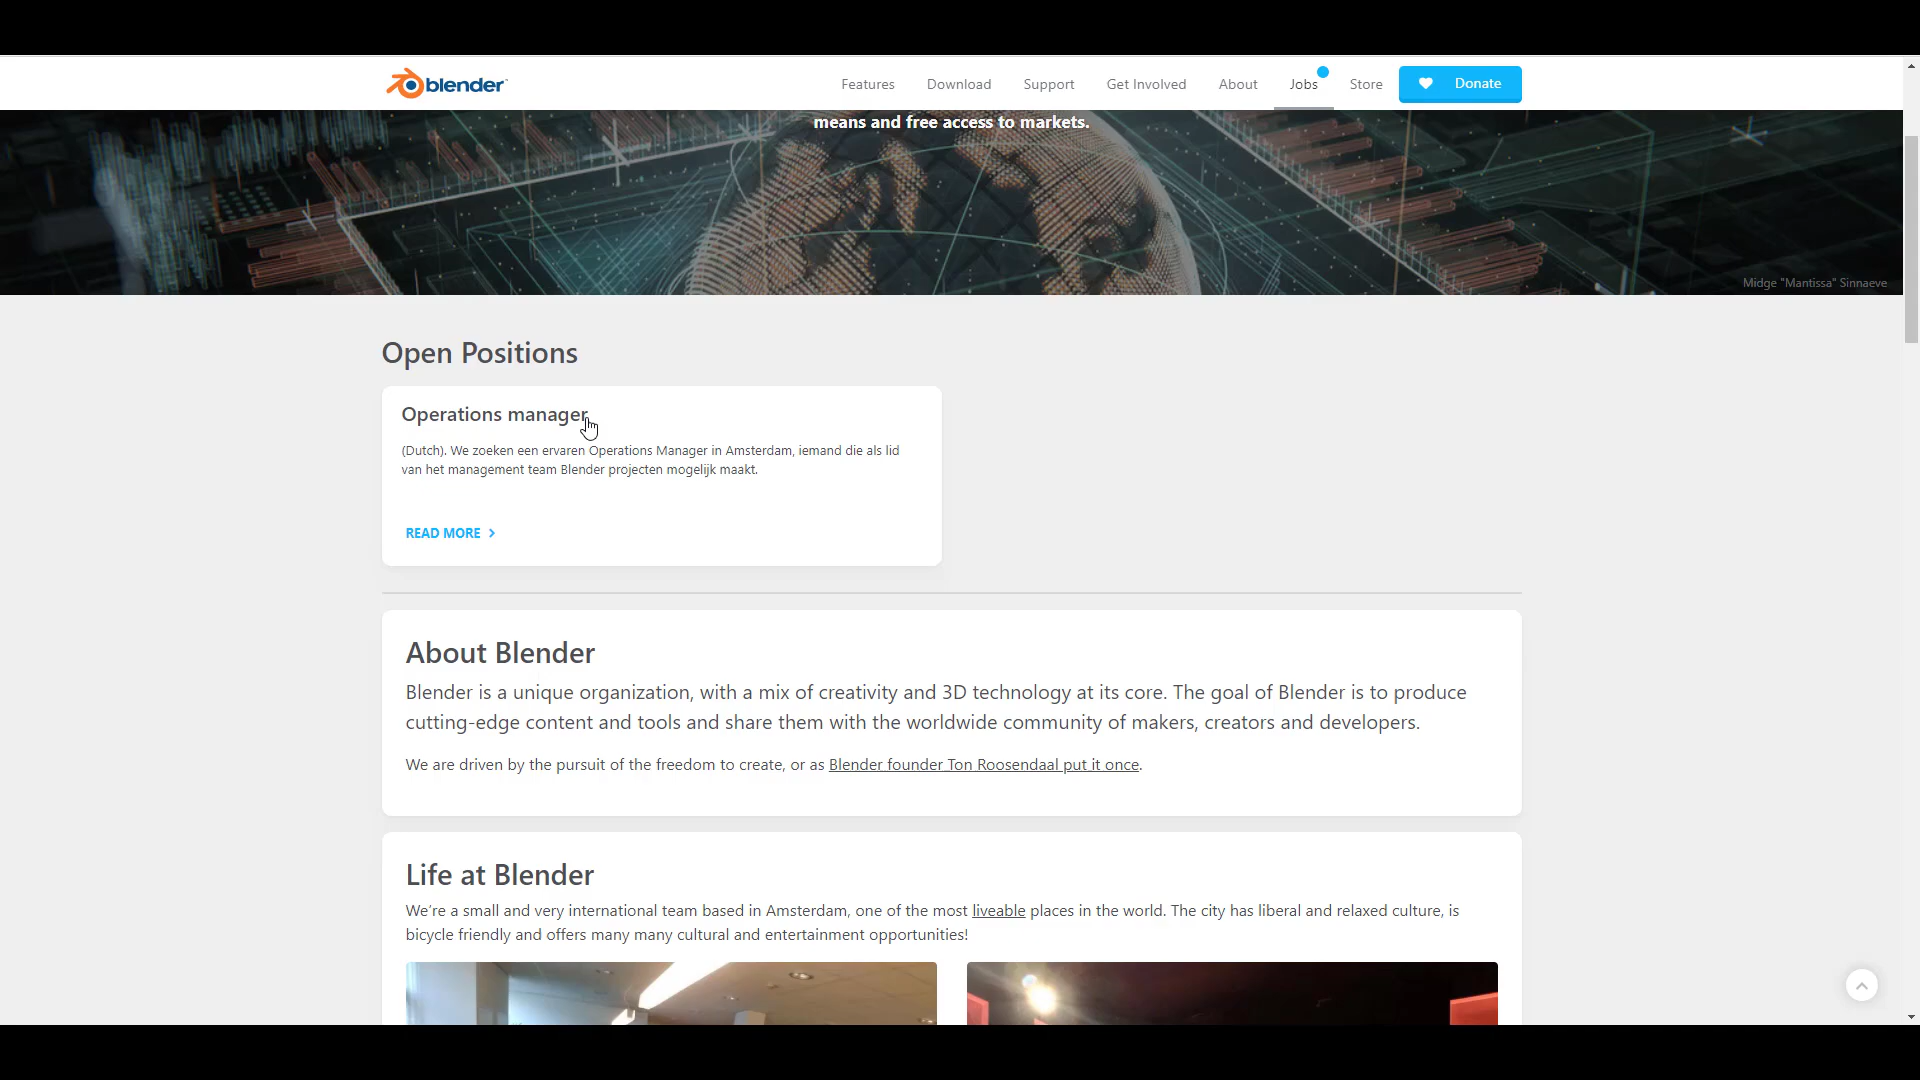 blender
Features Download Support Get Involved About Jobs Store Donate
means and free access to markets.
Midge "Mantissa" Sinnaeve
Open Positions
Operations manager
(Dutch). We zoeken een ervaren Operations Manager in Amsterdam, iemand die als lid
van het management team Blender projecten mogelijk maakt.
READ MORE
About Blender
Blender is a unique organization, with a mix of creativity and 3D technology at its core. The goal of Blender is to produce
cutting-edge content and tools and share them with the worldwide community of makers, creators and developers.
We are driven by the pursuit of the freedom to create, or as Blender founder Ton Roosendaal put it once.
Life at Blender
We're a small and very international team based in Amsterdam, one of the most liveable places in the world. The city has liberal and relaxed culture, is
bicycle friendly and offers many many cultural and entertainment opportunities!